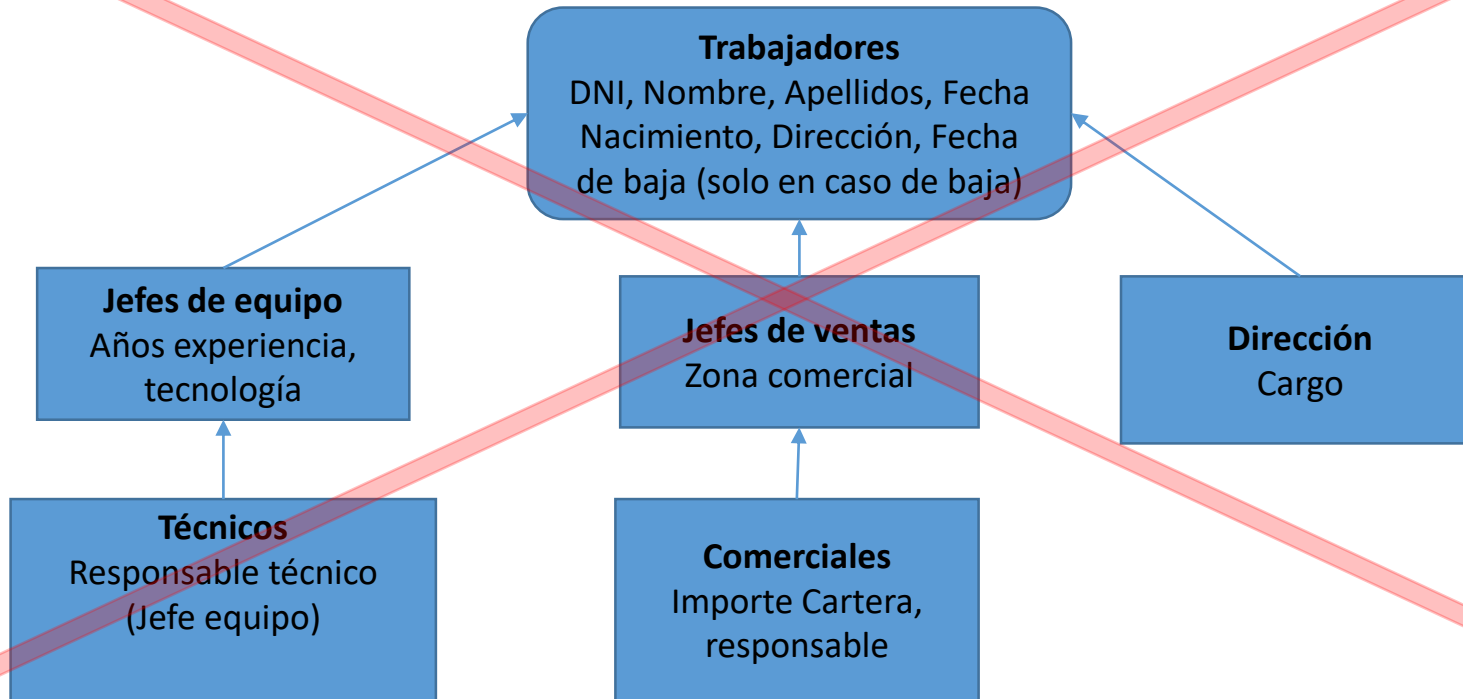 Trabajadores
DNI, Nombre, Apellidos, Fecha
Nacimiento, Dirección, Fecha
de baja (solo en caso de baja)
Jefes de equipo
Años experiencia,
tecnología
Jefes de ventas
Zona comercial
Dirección
Cargo
Técnicos
Responsable técnico
(Jefe equipo)
Comerciales
Importe Cartera,
responsable